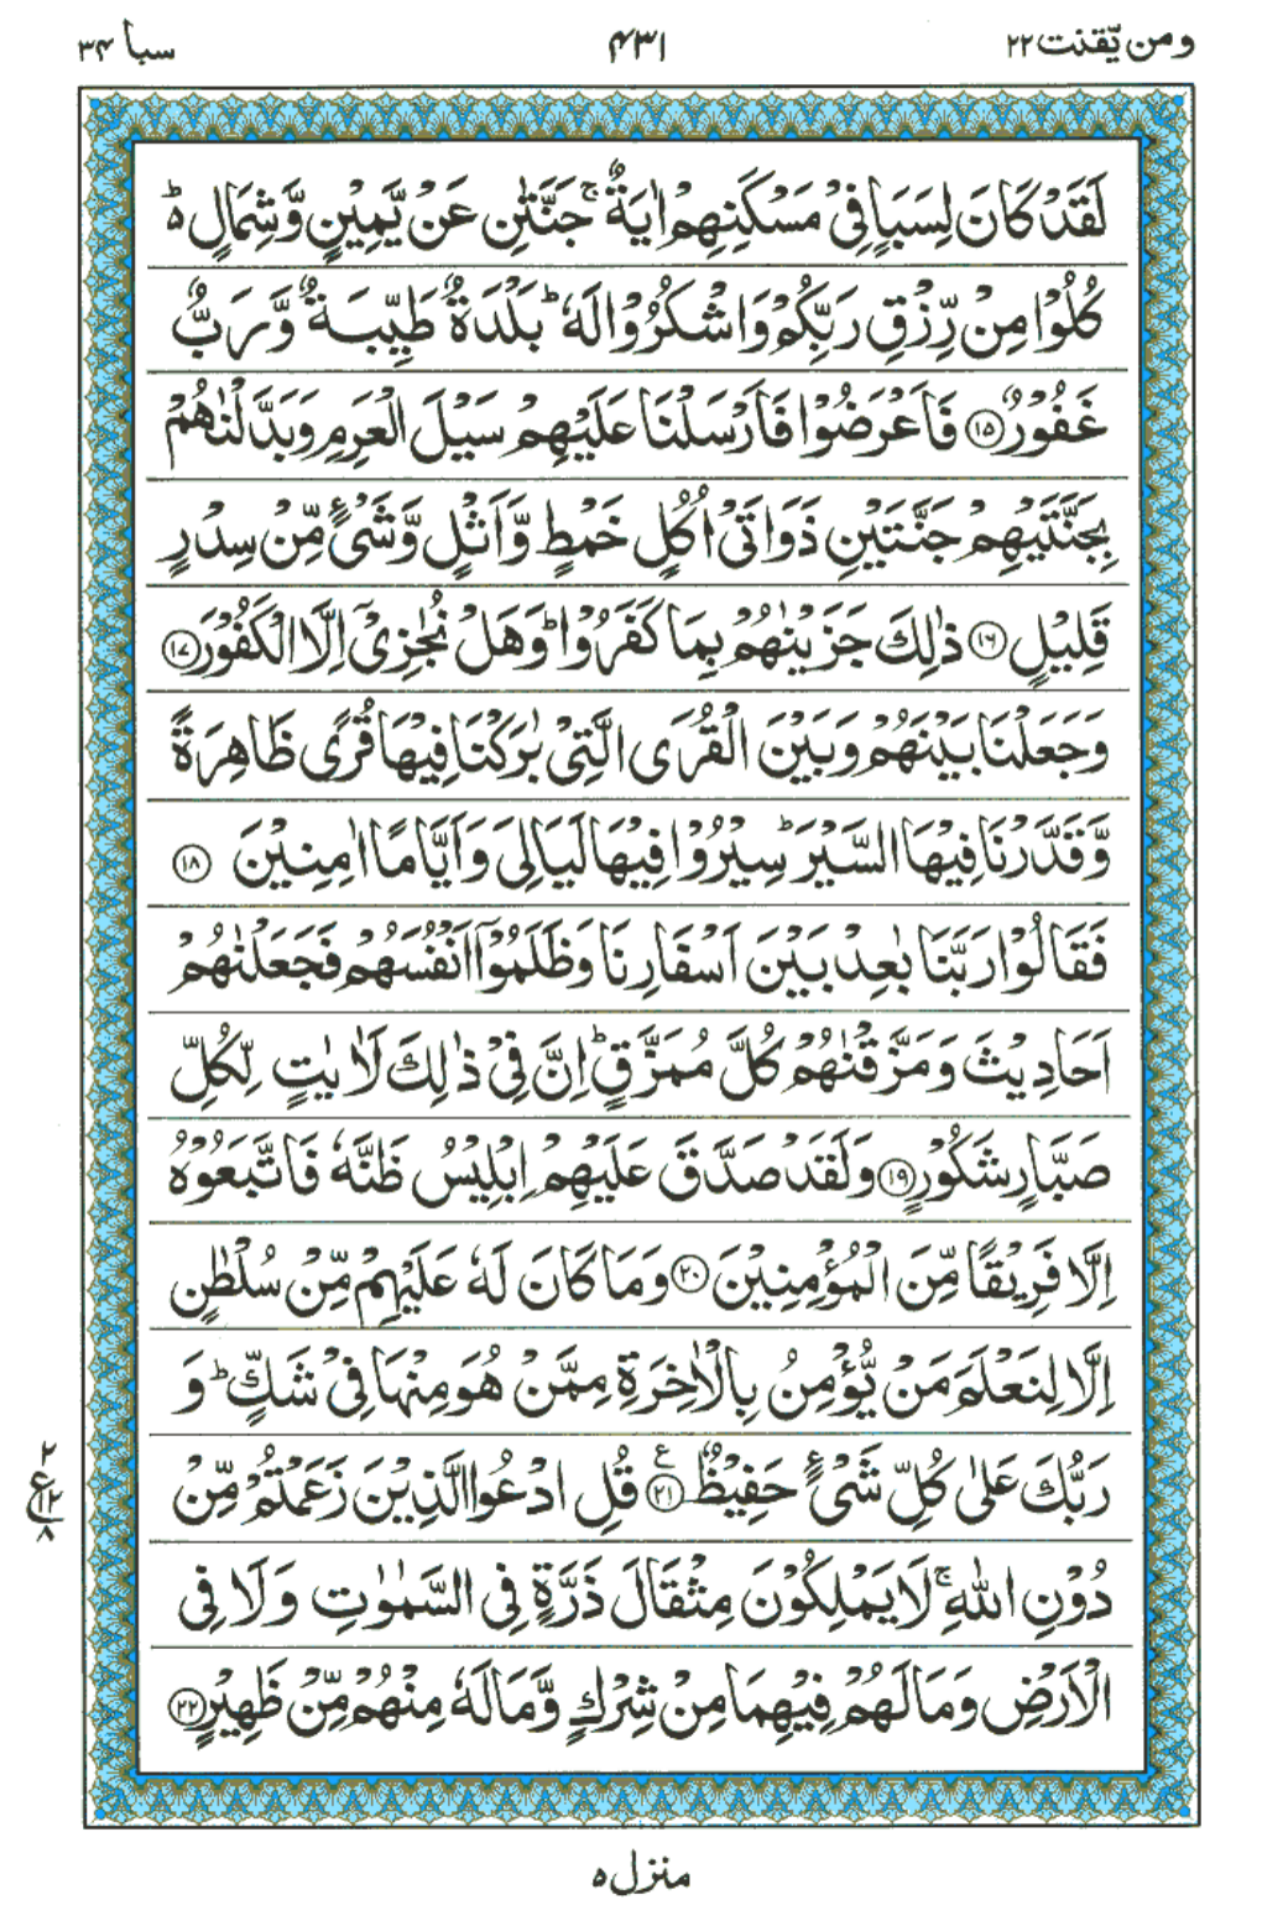 ومن یّقنت ۲۲
۴۳۱
سبا ۳۴
لَقَدْ كَانَ لِسَبَاٍ فِیْ مَسْكَنِهِمْ اٰیَةٌ ۚ جَنَّتٰنِ عَنْ یَّمِیْنٍ وَّشِمَالٍ ؕ۬
كُلُوْا مِنْ رِّزْقِ رَبِّكُمْ وَاشْكُرُوْا لَهٗ ؕ بَلْدَةٌ طَیِّبَةٌ وَّرَبٌّ
غَفُوْرٌ ۝۱۵ فَاَعْرَضُوْا فَاَرْسَلْنَا عَلَیْهِمْ سَیْلَ الْعَرِمِ وَبَدَّلْنٰهُمْ
بِجَنَّتَیْهِمْ جَنَّتَیْنِ ذَوَاتَیْ اُكُلٍ خَمْطٍ وَّاَثْلٍ وَّشَیْءٍ مِّنْ سِدْرٍ
قَلِیْلٍ ۝۱۶ ذٰلِكَ جَزَیْنٰهُمْ بِمَا كَفَرُوْا ؕ وَهَلْ نُجٰزِیْۤ اِلَّا الْكَفُوْرَ ۝۱۷
وَجَعَلْنَا بَیْنَهُمْ وَبَیْنَ الْقُرَی الَّتِیْ بٰرَكْنَا فِیْهَا قُرًی ظَاهِرَةً
وَّقَدَّرْنَا فِیْهَا السَّیْرَ ؕ سِیْرُوْا فِیْهَا لَیَالِیَ وَاَیَّامًا اٰمِنِیْنَ ۝۱۸
فَقَالُوْا رَبَّنَا بٰعِدْ بَیْنَ اَسْفَارِنَا وَظَلَمُوْۤا اَنْفُسَهُمْ فَجَعَلْنٰهُمْ
اَحَادِیْثَ وَمَزَّقْنٰهُمْ كُلَّ مُمَزَّقٍ ؕ اِنَّ فِیْ ذٰلِكَ لَاٰیٰتٍ لِّكُلِّ
صَبَّارٍ شَكُوْرٍ ۝۱۹ وَلَقَدْ صَدَّقَ عَلَیْهِمْ اِبْلِیْسُ ظَنَّهٗ فَاتَّبَعُوْهُ
اِلَّا فَرِیْقًا مِّنَ الْمُؤْمِنِیْنَ ۝۲۰ وَمَا كَانَ لَهٗ عَلَیْهِمْ مِّنْ سُلْطٰنٍ
اِلَّا لِنَعْلَمَ مَنْ یُّؤْمِنُ بِالْاٰخِرَةِ مِمَّنْ هُوَ مِنْهَا فِیْ شَكٍّ ؕ وَ
رَبُّكَ عَلٰی كُلِّ شَیْءٍ حَفِیْظٌ ۝۲۱ ع قُلِ ادْعُوا الَّذِیْنَ زَعَمْتُمْ مِّنْ
۲
ع
۱۲
۸
دُوْنِ اللّٰهِ ۚ لَا یَمْلِكُوْنَ مِثْقَالَ ذَرَّةٍ فِی السَّمٰوٰتِ وَلَا فِی
الْاَرْضِ وَمَا لَهُمْ فِیْهِمَا مِنْ شِرْكٍ وَّمَا لَهٗ مِنْهُمْ مِّنْ ظَهِیْرٍ ۝۲۲
منزل ۵